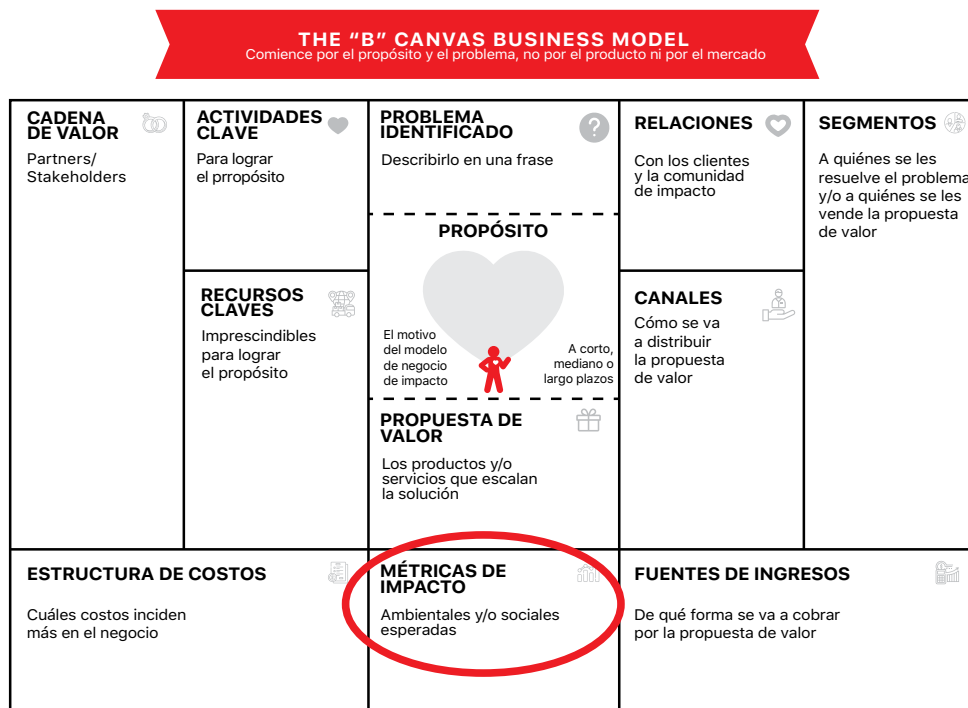 THE “B” CANVAS BUSINESS MODEL
Comience por el propósito y el problema, no por el producto ni por el mercado
CADENA
DE VALOR
Partners/
Stakeholders
ACTIVIDADES
CLAVE
Para lograr
el prropósito
RECURSOS
CLAVES
Imprescindibles
para lograr
el propósito
PROBLEMA
IDENTIFICADO
Describirlo en una frase
PROPÓSITO
El motivo
del modelo
de negocio
de impacto
A corto,
mediano o
largo plazos
PROPUESTA DE
VALOR
Los productos y/o
servicios que escalan
la solución
RELACIONES
Con los clientes
y la comunidad
de impacto
CANALES
Cómo se va
a distribuir
la propuesta
de valor
SEGMENTOS
A quiénes se les
resuelve el problema
y/o a quiénes se les
vende la propuesta
de valor
ESTRUCTURA DE COSTOS
Cuáles costos inciden
más en el negocio
MÉTRICAS DE
IMPACTO
Ambientales y/o sociales
esperadas
FUENTES DE INGRESOS
De qué forma se va a cobrar
por la propuesta de valor